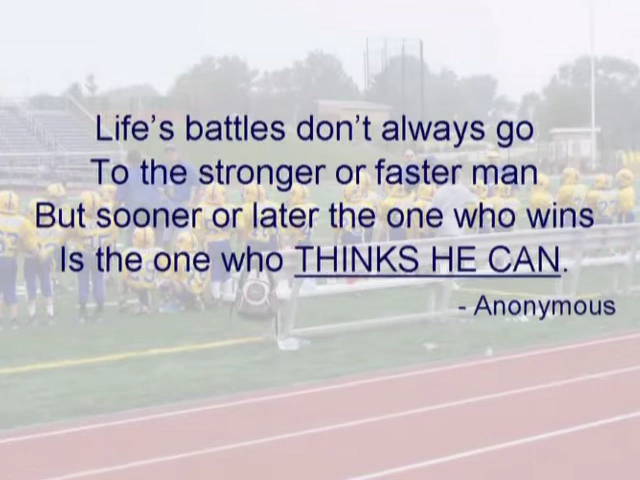 Life's battles don't always go
To the stronger or faster man
But sooner or later the one who wins
Is the one who THINKS HE CAN.
- Anonymous